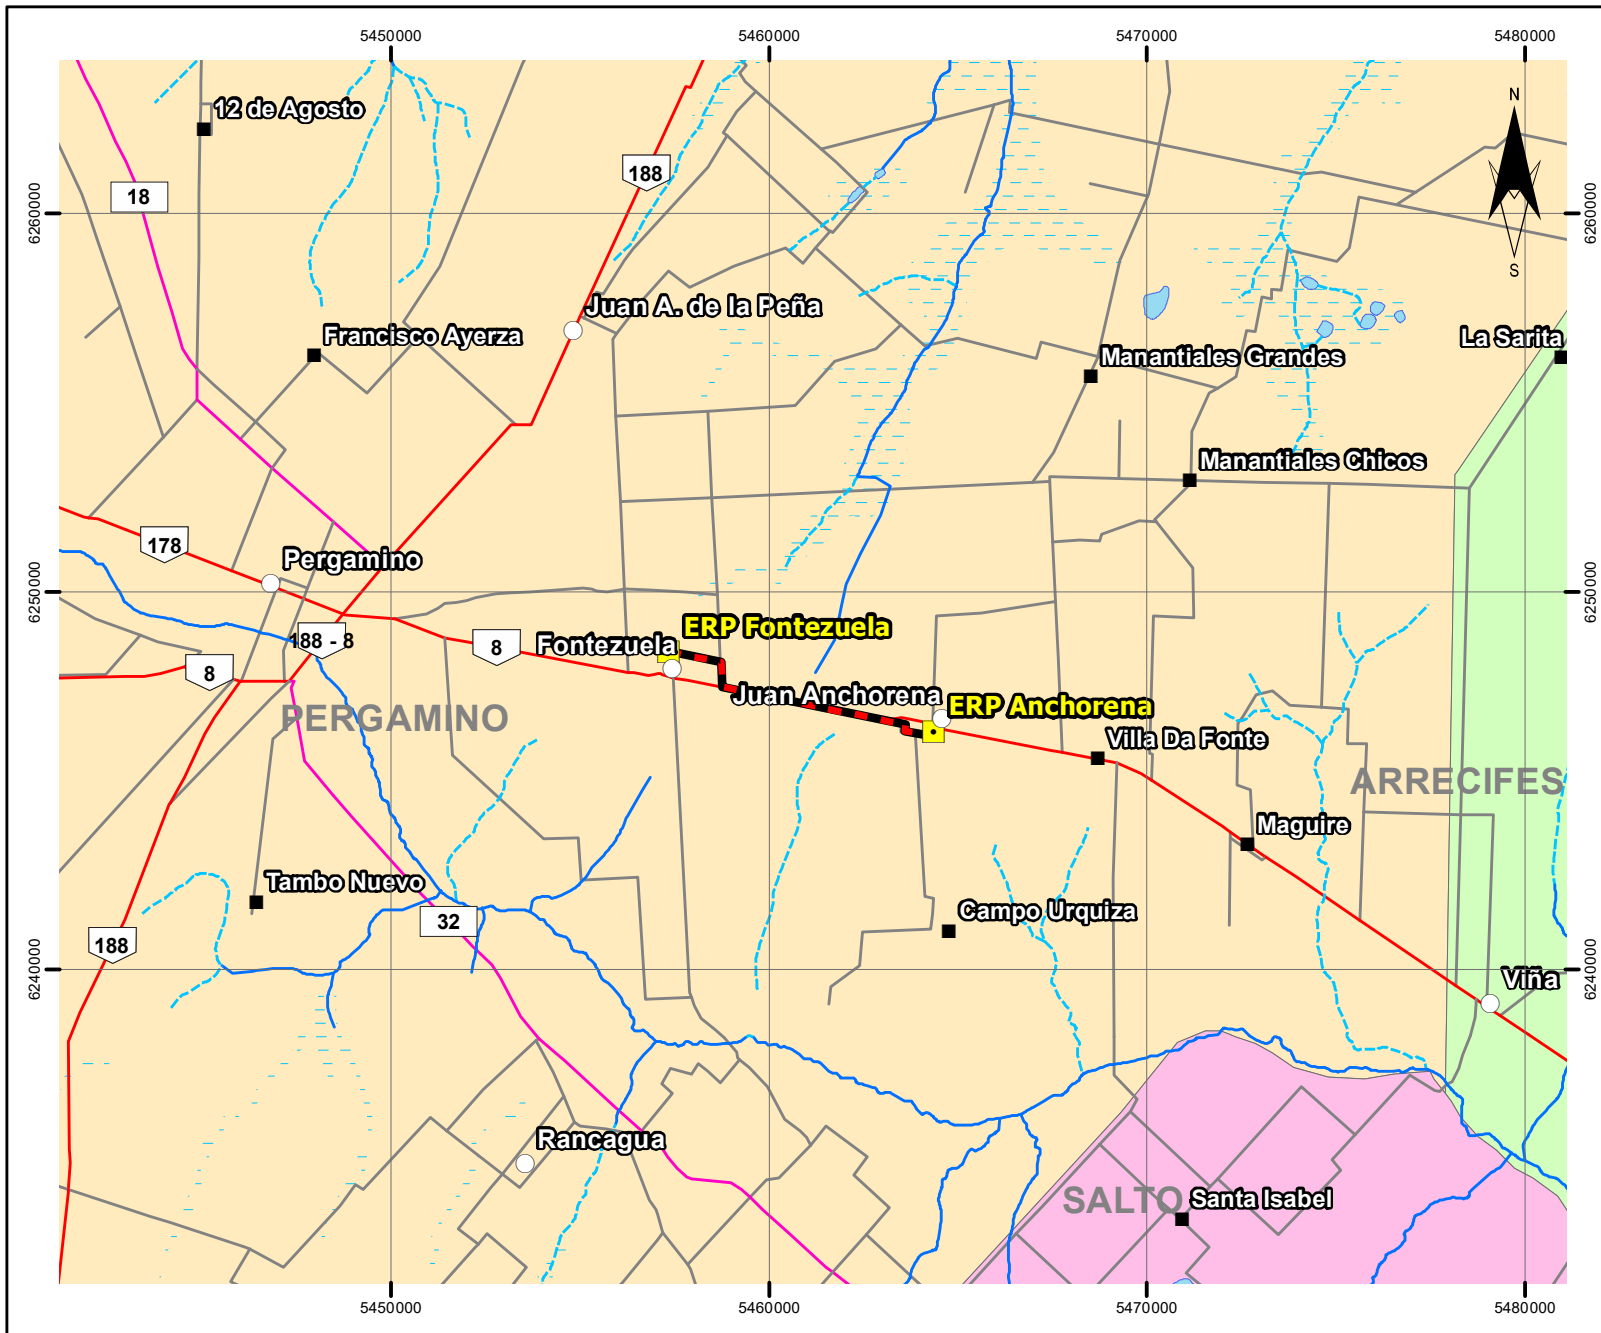 5450000
5460000
5470000
5480000
12 de Agosto
N
188
18
6260000
6260000
S
Juan A. de la Peña
Francisco Ayerza
La Sarita
Manantiales Grandes
Manantiales Chicos
178
Pergamino
6250000
6250000
ERP Fontezuela
188 - 8
8
Fontezuela
8
Juan Anchorena
ERP Anchorena
PERGAMINO
Villa Da Fonte
ARRECIFES
Maguire
Tambo Nuevo
Campo Urquiza
32
188
6240000
6240000
Viña
Rancagua
SALTO
Santa Isabel
5450000
5460000
5470000
5480000